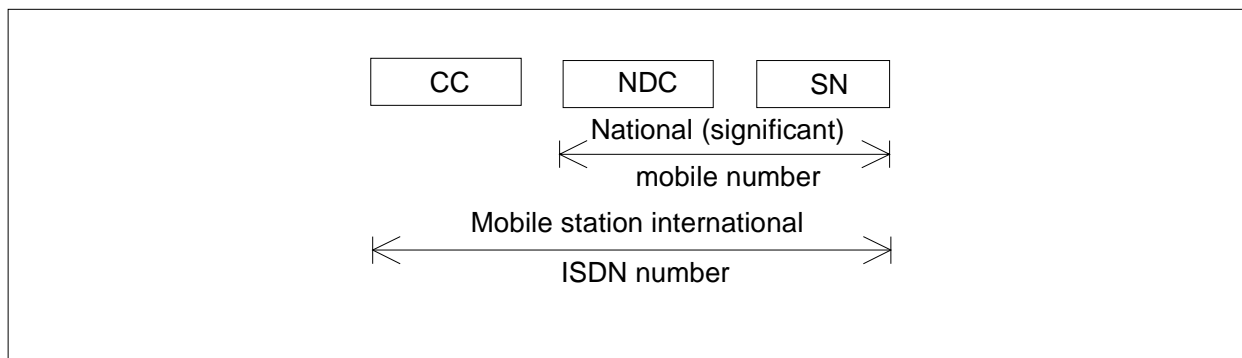 CC NDC SN
National (significant)
mobile number
Mobile station international
ISDN number